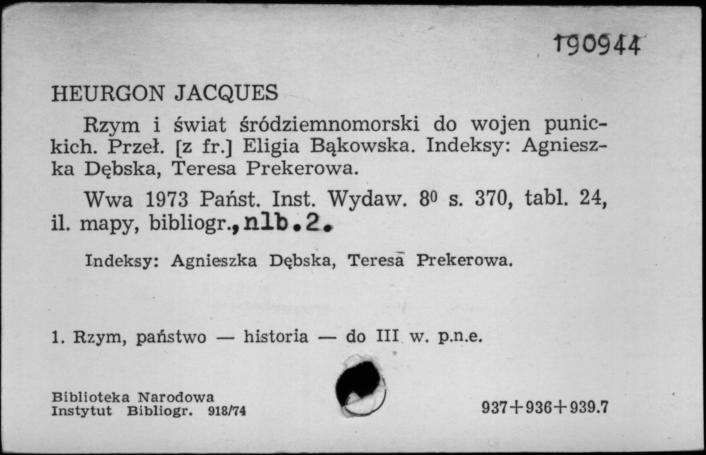 190944
HEURGON JACQUES
Rzym i świat śródziemnomorski do wojen punic-
kich. Przeł. [z fr.] Eligia Bąkowska. Indeksy: Agniesz-
ka Dębska, Teresa Prekerowa.
Wwa 1973 Państ. Inst. Wydaw. 8⁰ s. 370, tabl. 24,
il. mapy, bibliogr., nlb. 2.
Indeksy: Agnieszka Dębska, Teresa Prekerowa.
1. Rzym, państwo — historia — do III w. p.n.e.
Biblioteka Narodowa
Instytut Bibliogr. 918/74
937+936+939.7